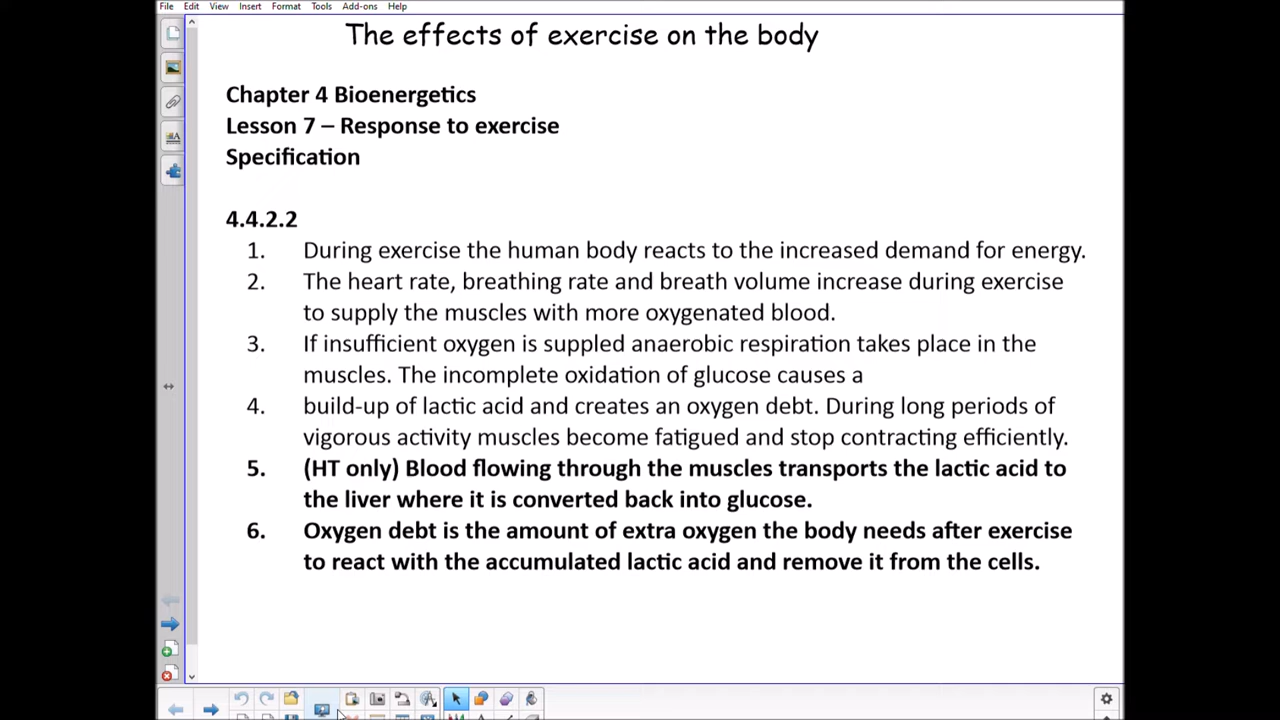 File Edit View Insert Format Tools Add-ons Help
The effects of exercise on the body
Chapter 4 Bioenergetics
Lesson 7 – Response to exercise
Specification
4.4.2.2
1. During exercise the human body reacts to the increased demand for energy.
2. The heart rate, breathing rate and breath volume increase during exercise
to supply the muscles with more oxygenated blood.
3. If insufficient oxygen is suppled anaerobic respiration takes place in the
muscles. The incomplete oxidation of glucose causes a
4. build-up of lactic acid and creates an oxygen debt. During long periods of
vigorous activity muscles become fatigued and stop contracting efficiently.
5. (HT only) Blood flowing through the muscles transports the lactic acid to
the liver where it is converted back into glucose.
6. Oxygen debt is the amount of extra oxygen the body needs after exercise
to react with the accumulated lactic acid and remove it from the cells.